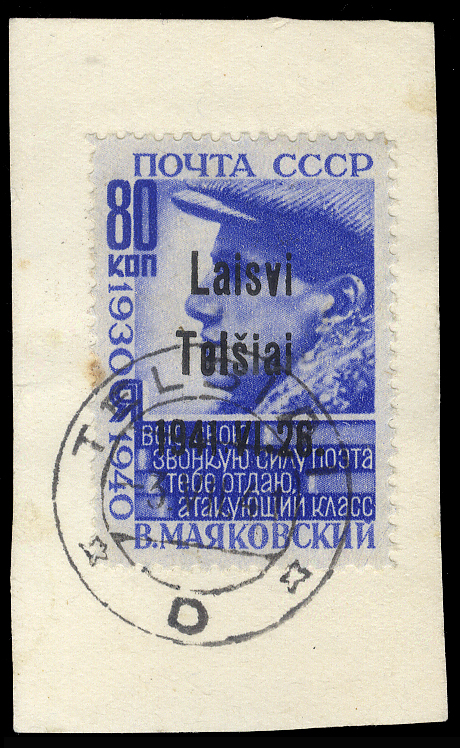 ПОЧТА СССР
80
КОП
1930
1940
Laisvi
Telšiai
1941.VI.26.
ЗВОНКУЮ СИЛУ ПОЭТА
ТЕБЕ ОТДАЮ,
АТАКУЮЩИЙ КЛАСС
В.МАЯКОВСКИЙ
O